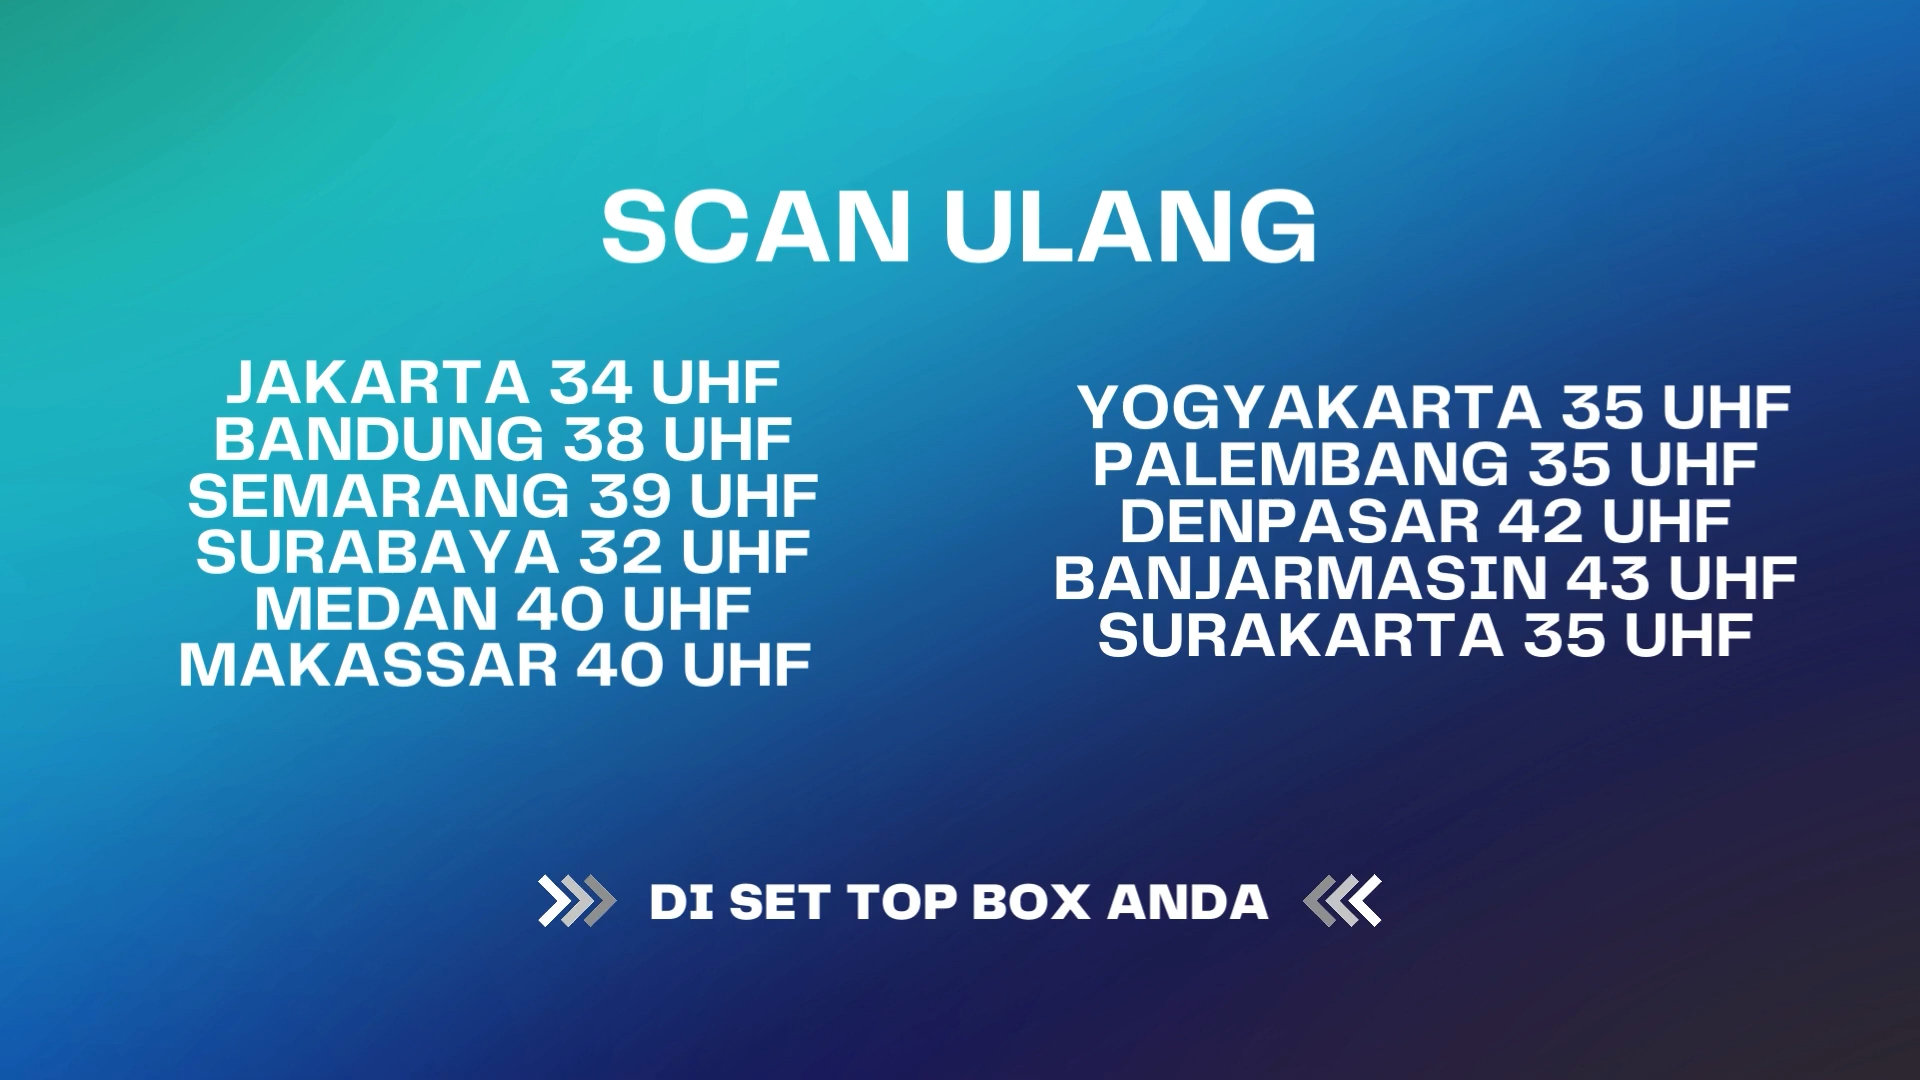 SCAN ULANG
JAKARTA 34 UHF
BANDUNG 38 UHF
SEMARANG 39 UHF
SURABAYA 32 UHF
MEDAN 40 UHF
MAKASSAR 40 UHF
YOGYAKARTA 35 UHF
PALEMBANG 35 UHF
DENPASAR 42 UHF
BANJARMASIN 43 UHF
SURAKARTA 35 UHF
DI SET TOP BOX ANDA